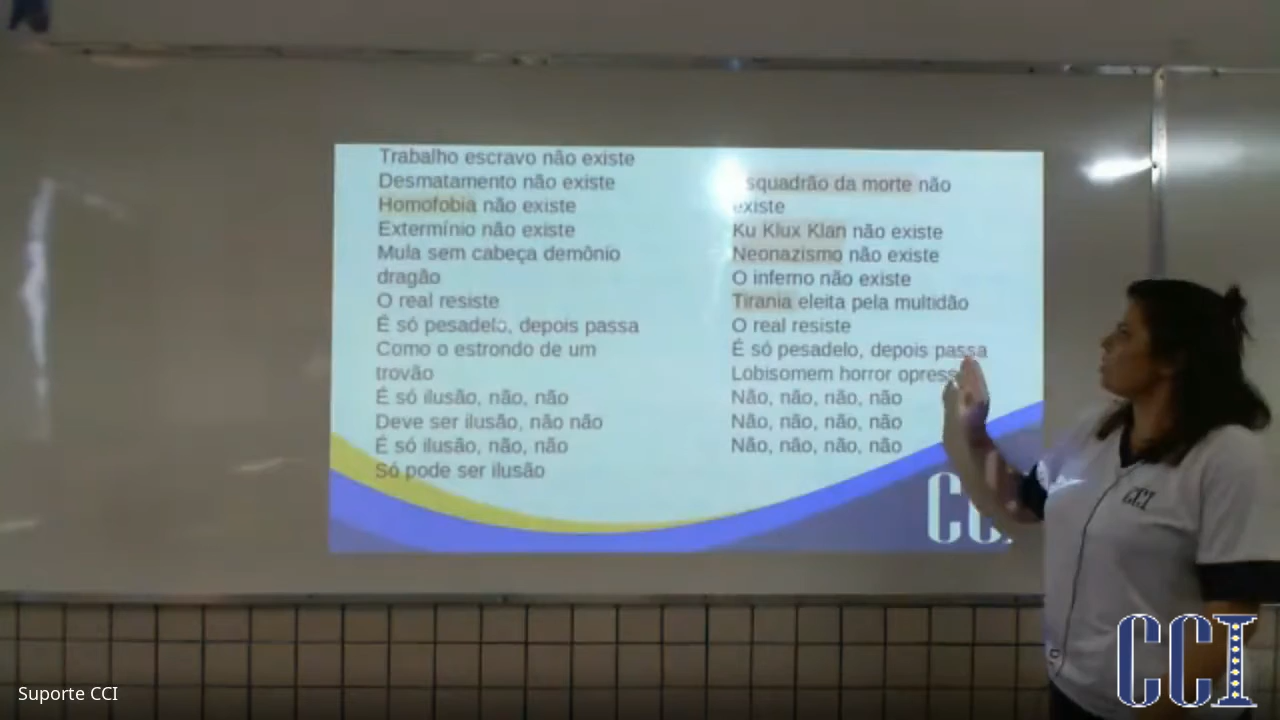 Trabalho escravo não existe
Desmatamento não existe
Homofobia não existe
Extermínio não existe
Mula sem cabeça demônio
dragão
O real resiste
É só pesadelo, depois passa
Como o estrondo de um
trovão
É só ilusão, não, não
Deve ser ilusão, não não
É só ilusão, não, não
Só pode ser ilusão
squadrão da morte não
existe
Ku Klux Klan não existe
Neonazismo não existe
O inferno não existe
Tirania eleita pela multidão
O real resiste
É só pesadelo, depois passa
Lobisomem horror opress
Não, não, não, não
Não, não, não, não
Não, não, não, não
CCI
CCI
CCI
Suporte CCI